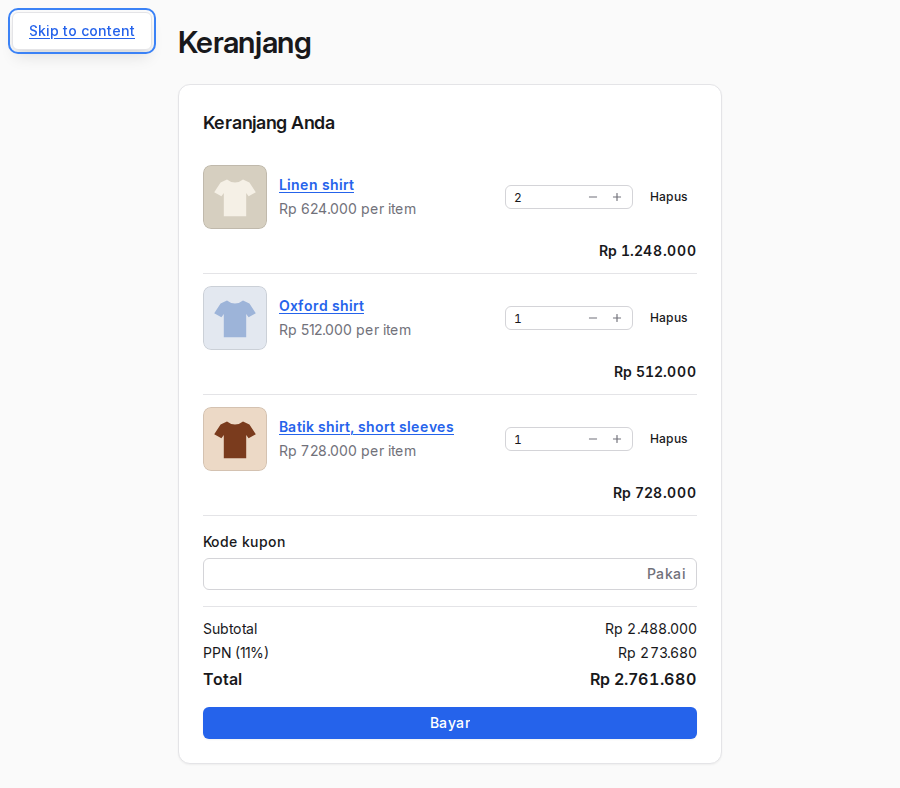 Skip to content
Keranjang
Keranjang Anda
Linen shirt
Rp 624.000 per item
2
Hapus
Rp 1.248.000
Oxford shirt
Rp 512.000 per item
1
Hapus
Rp 512.000
Batik shirt, short sleeves
Rp 728.000 per item
1
Hapus
Rp 728.000
Kode kupon
Pakai
Subtotal Rp 2.488.000
PPN (11%) Rp 273.680
Total Rp 2.761.680
Bayar